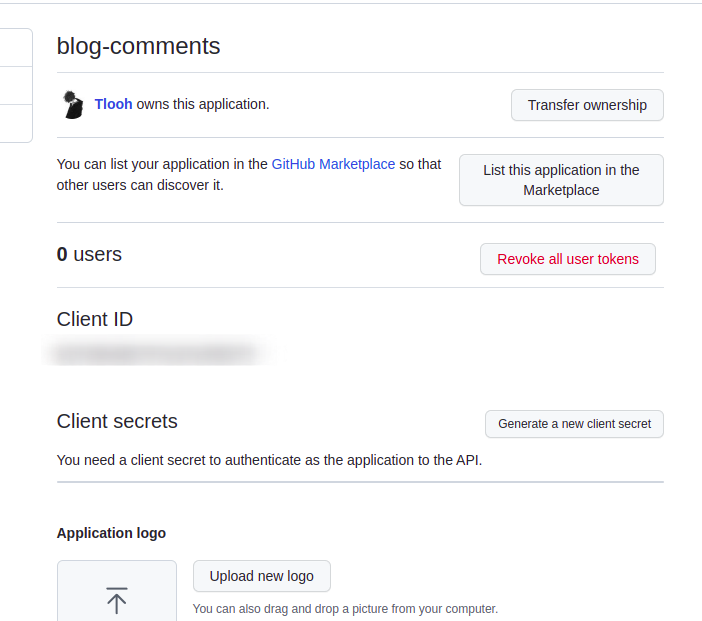 blog-comments
Tlooh owns this application.
Transfer ownership
You can list your application in the GitHub Marketplace so that
other users can discover it.
List this application in the
Marketplace
0 users
Revoke all user tokens
Client ID
Client secrets
Generate a new client secret
You need a client secret to authenticate as the application to the API.
Application logo
Upload new logo
You can also drag and drop a picture from your computer.